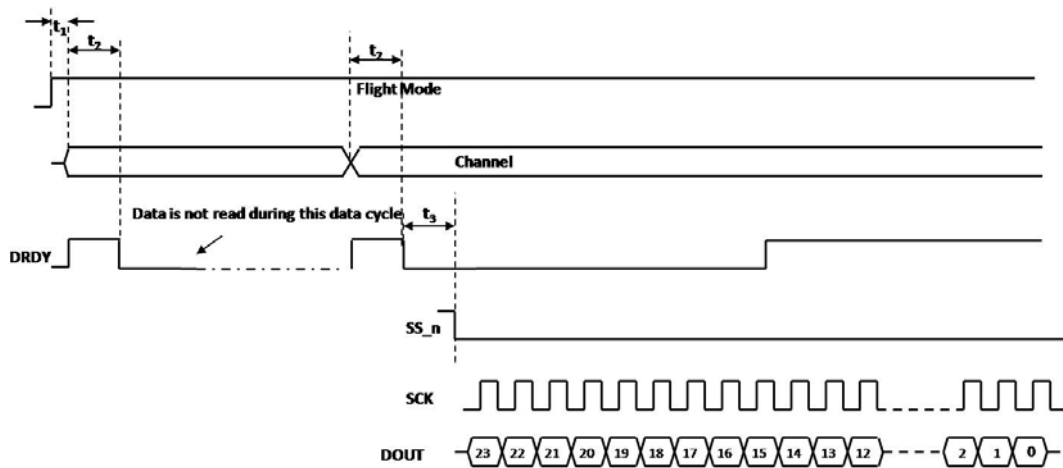 t1
t2
t2
Flight Mode
Channel
Data is not read during this data cycle
t3
DRDY
SS_n
SCK
DOUT 23 22 21 20 19 18 17 16 15 14 13 12 2 1 0